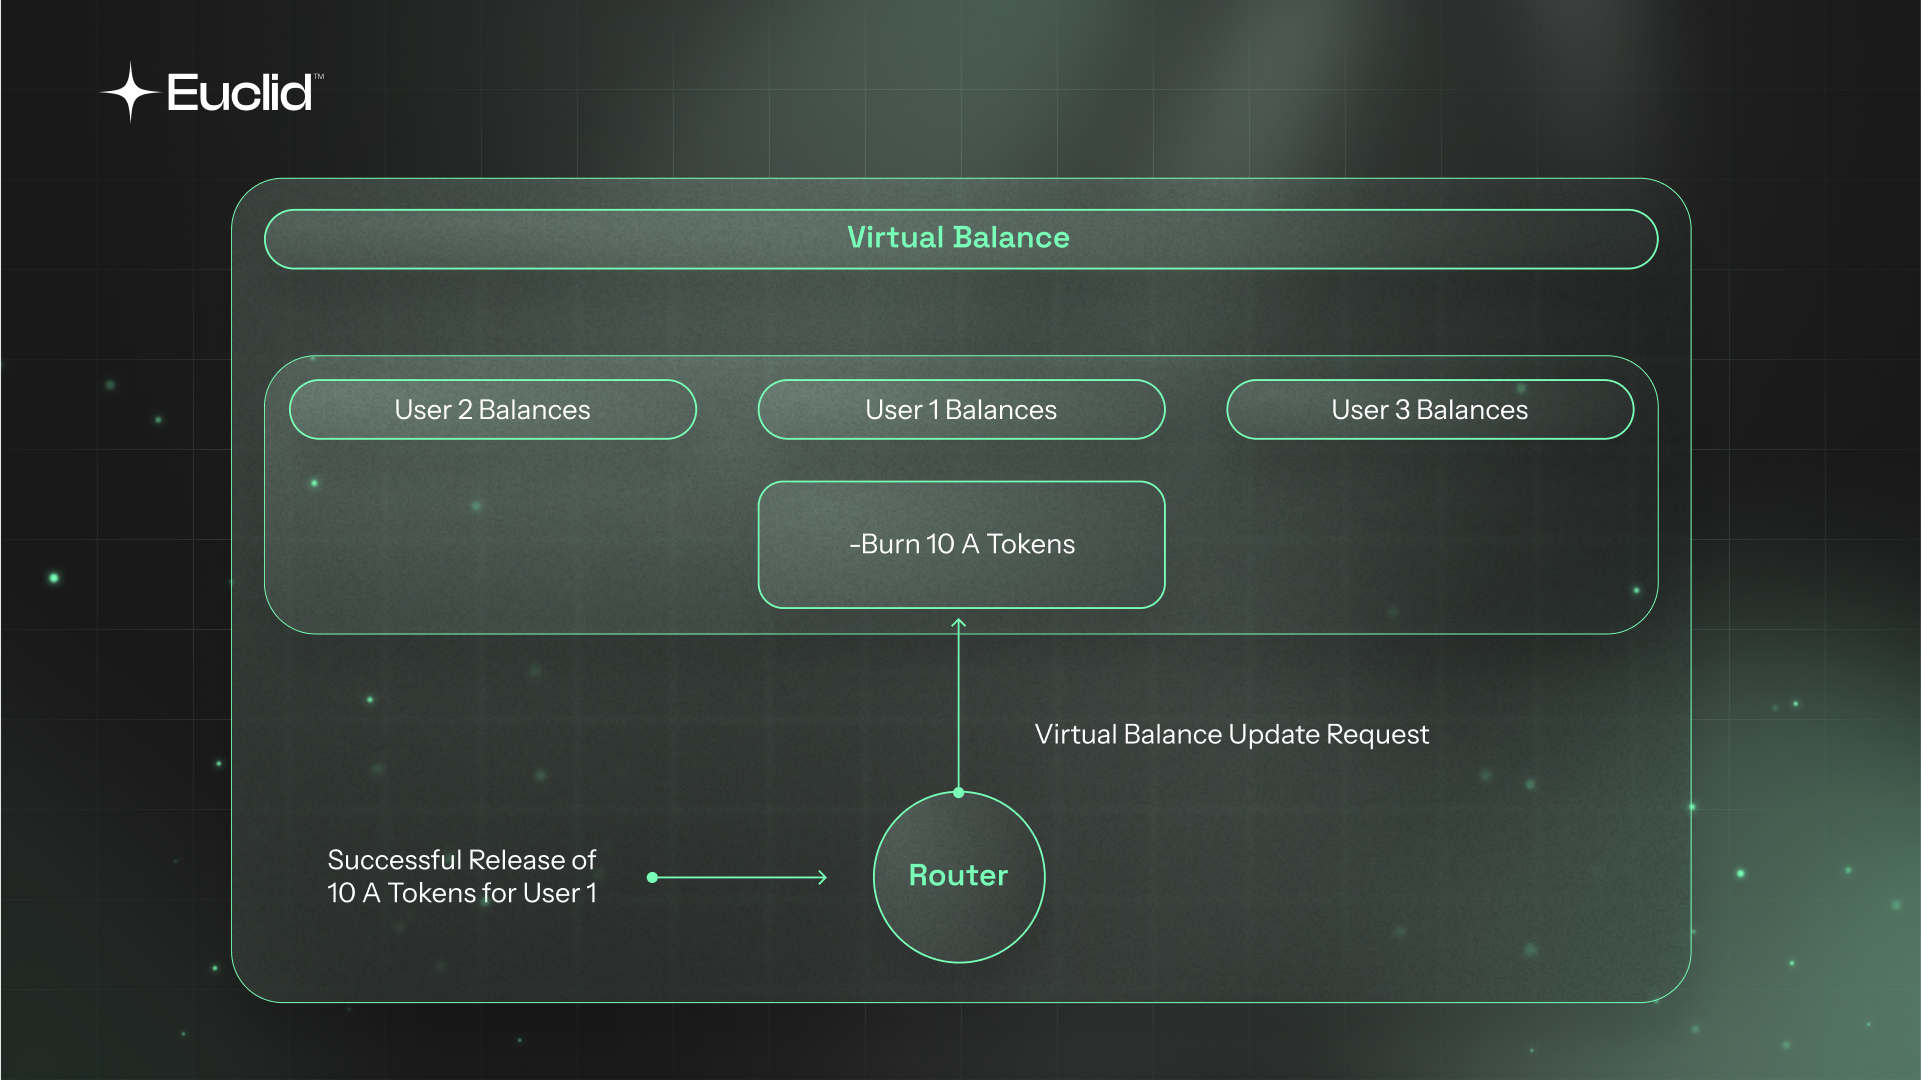 Euclid™
Virtual Balance
User 2 Balances
User 1 Balances
User 3 Balances
-Burn 10 A Tokens
Virtual Balance Update Request
Successful Release of
10 A Tokens for User 1
Router